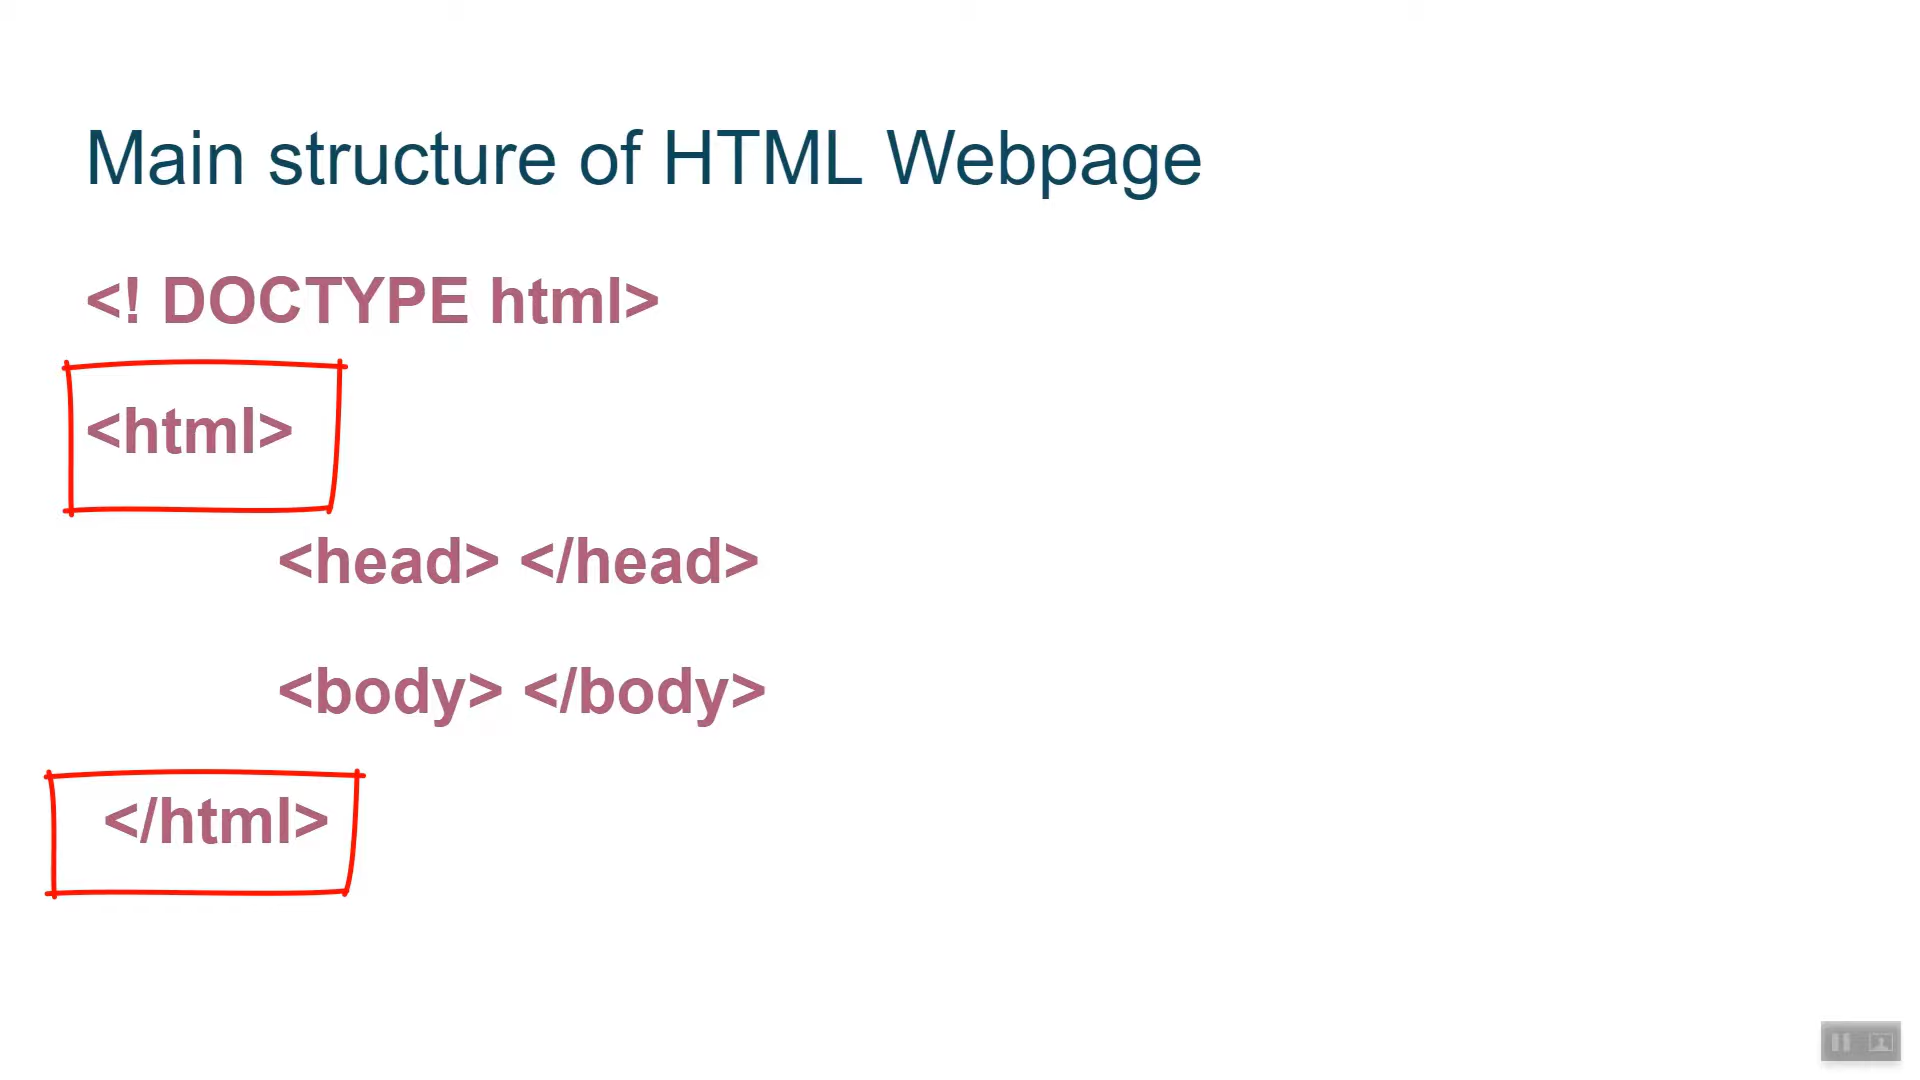 Main structure of HTML Webpage
<! DOCTYPE html>
<html>
<head> </head>
<body> </body>
</html>